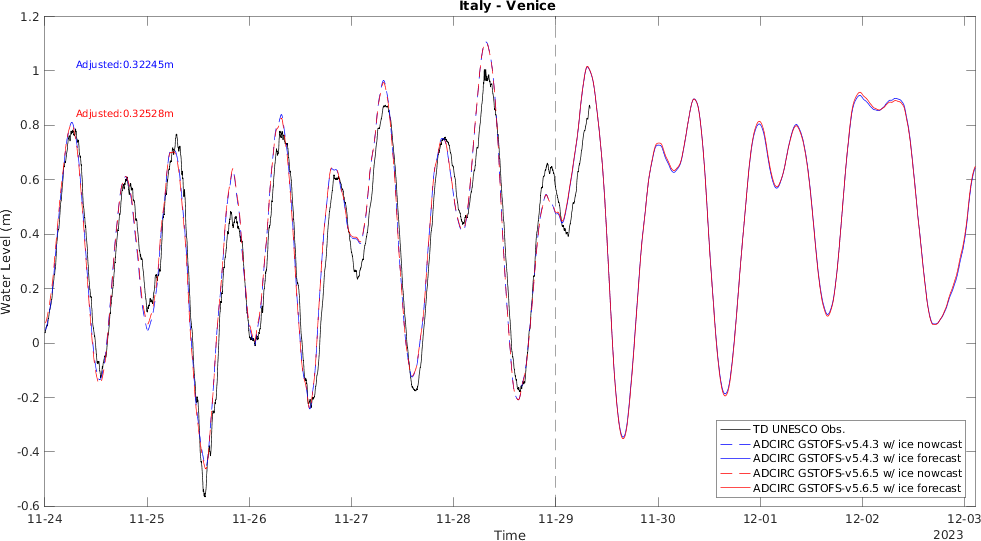 Italy - Venice
1.2
1
0.8
0.6
0.4
0.2
0
-0.2
-0.4
-0.6
Water Level (m)
Adjusted:0.32245m
Adjusted:0.32528m
TD UNESCO Obs.
ADCIRC GSTOFS-v5.4.3 w/ ice nowcast
ADCIRC GSTOFS-v5.4.3 w/ ice forecast
ADCIRC GSTOFS-v5.6.5 w/ ice nowcast
ADCIRC GSTOFS-v5.6.5 w/ ice forecast
11-24 11-25 11-26 11-27 11-28 11-29 11-30 12-01 12-02 12-03
Time
2023